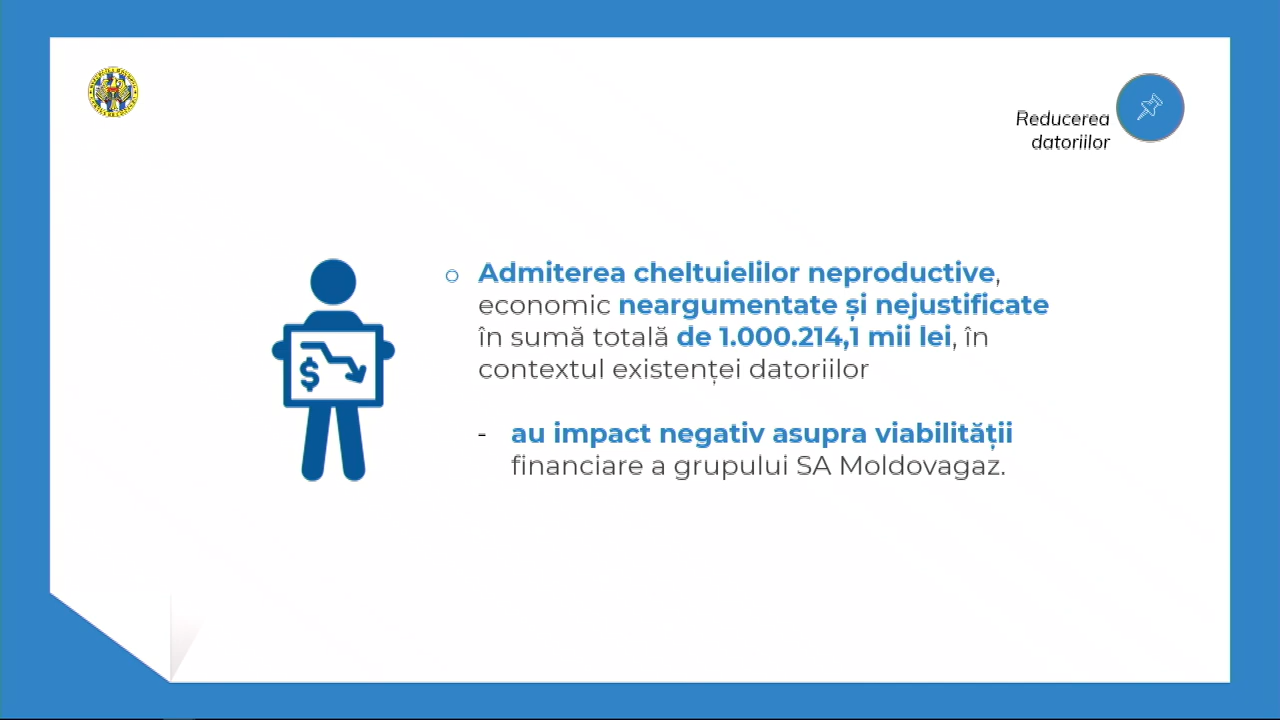 Reducerea
datoriilor
○ Admiterea cheltuielilor neproductive,
economic neargumentate și nejustificate
în sumă totală de 1.000.214,1 mii lei, în
contextul existenței datoriilor
- au impact negativ asupra viabilității
financiare a grupului SA Moldovagaz.
$